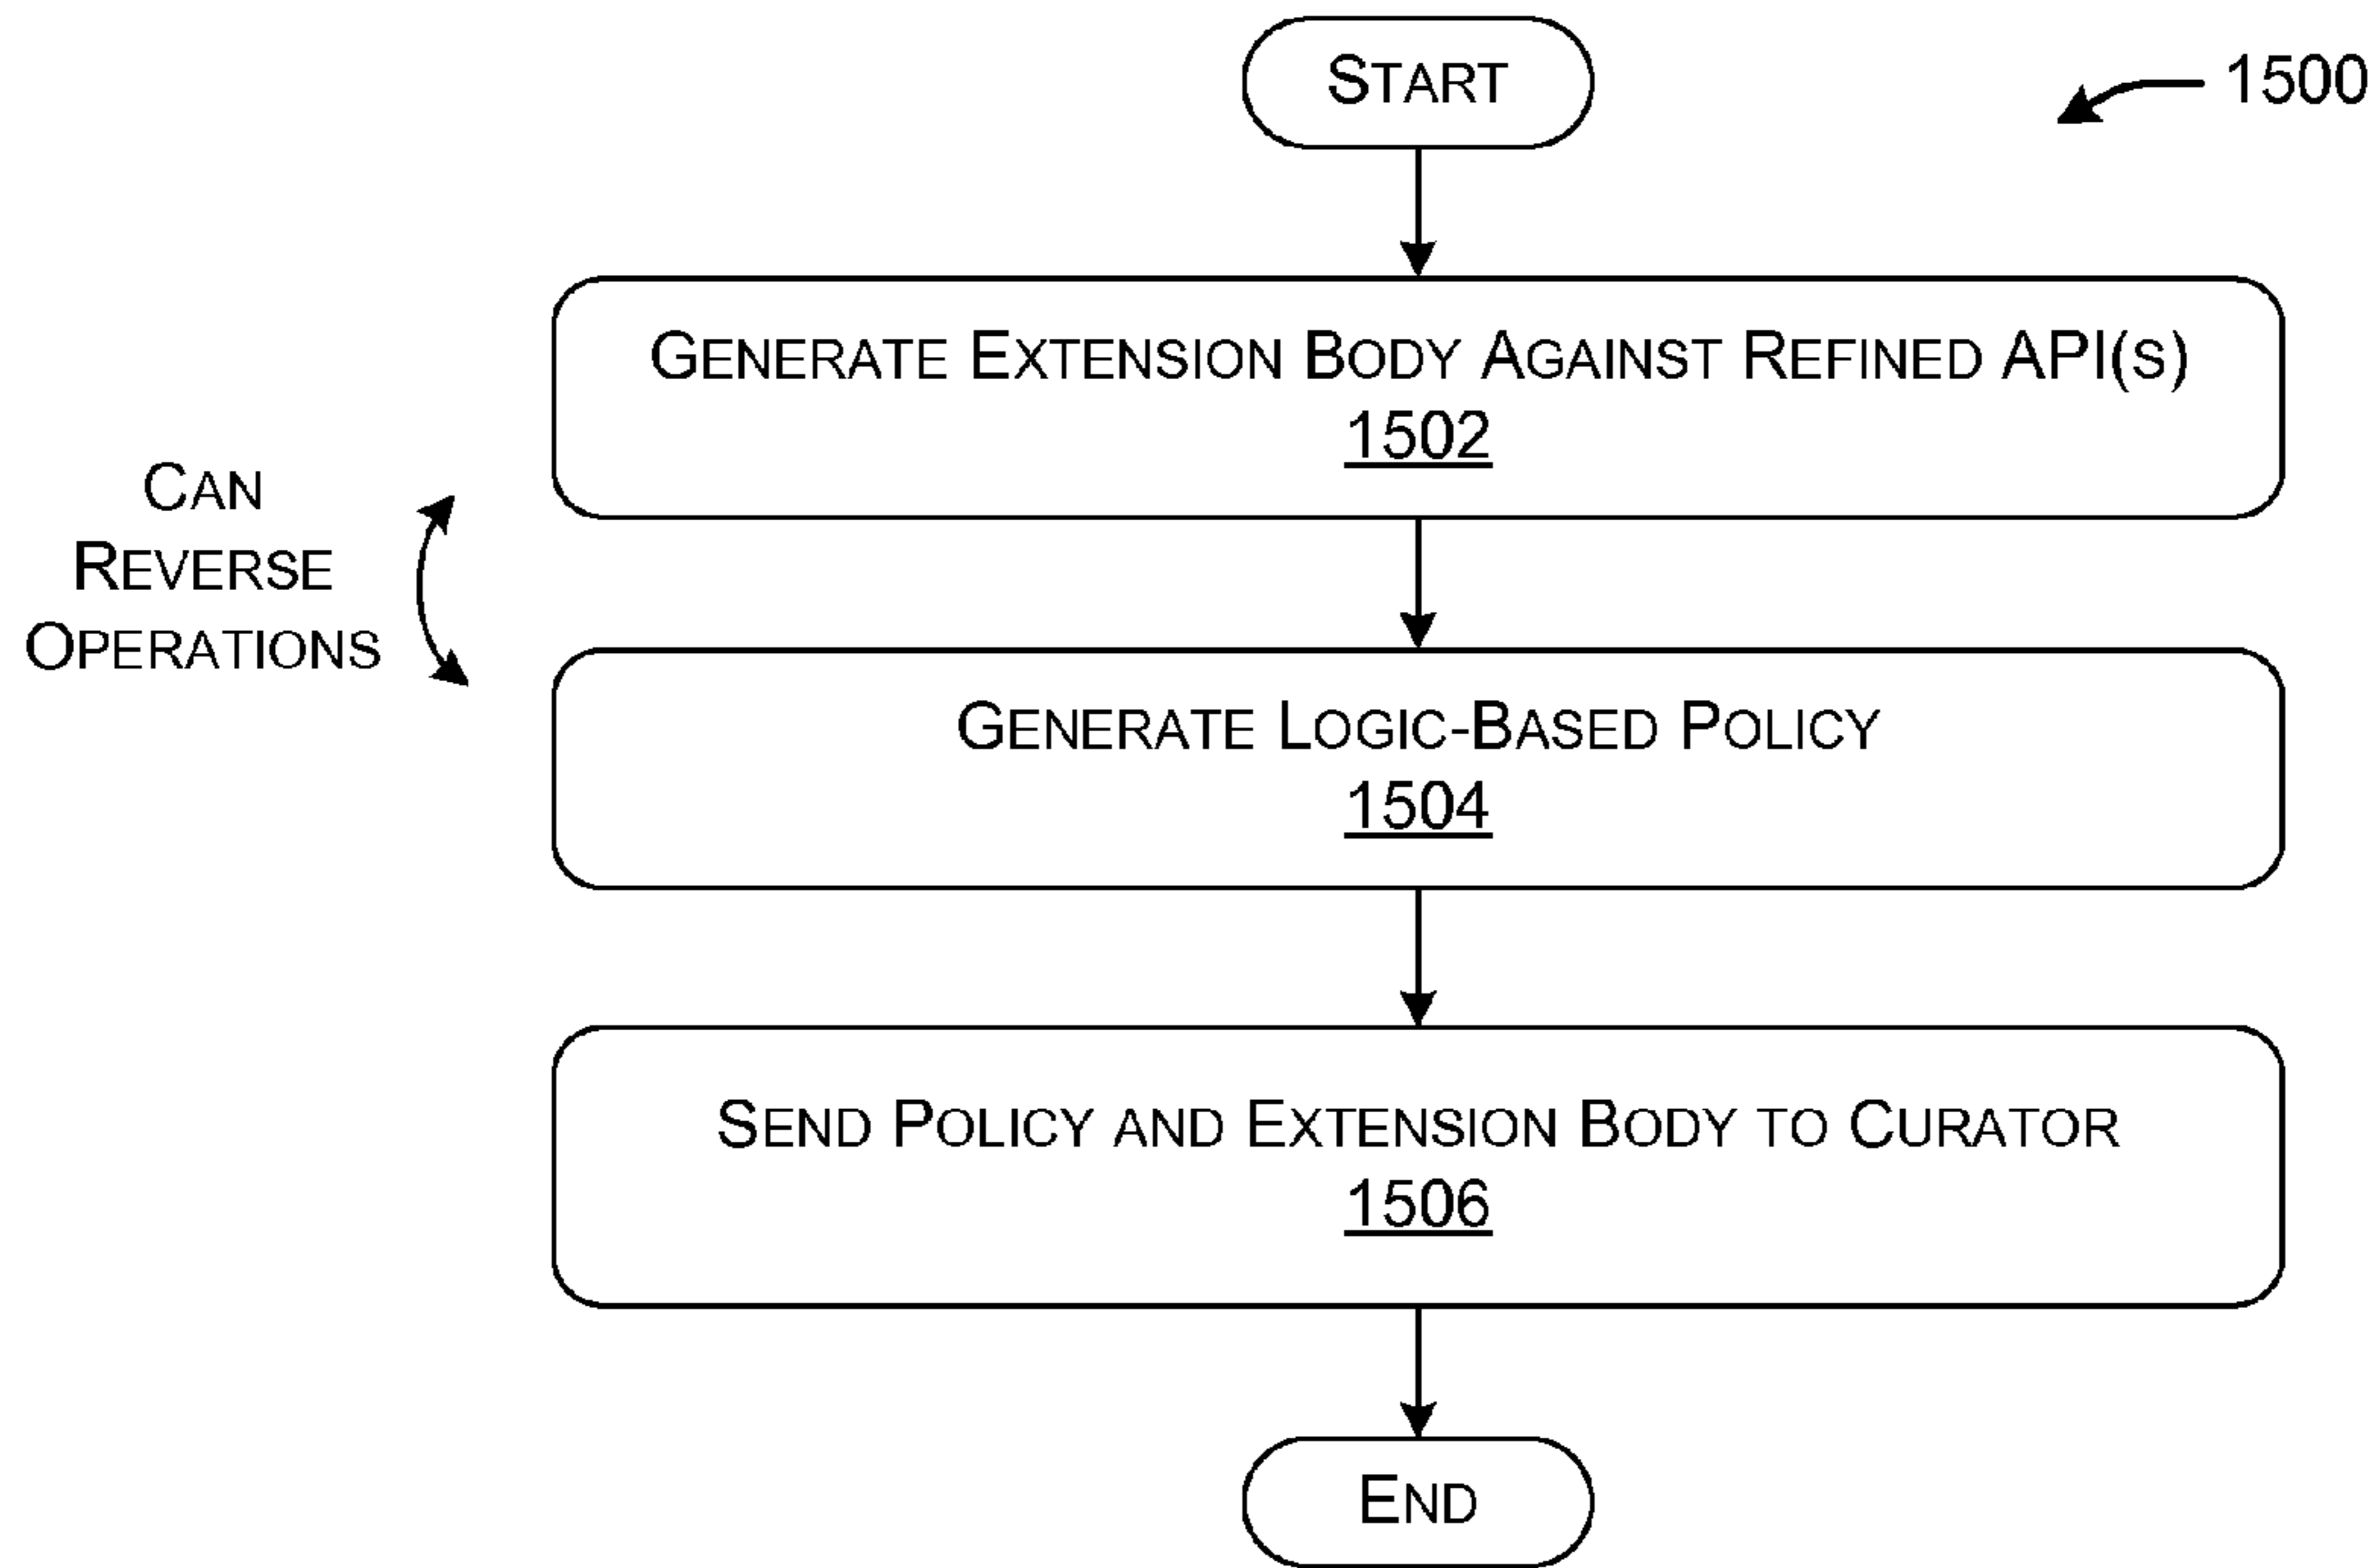 START
1500
GENERATE EXTENSION BODY AGAINST REFINED API(S)
1502
CAN
REVERSE
OPERATIONS
GENERATE LOGIC-BASED POLICY
1504
SEND POLICY AND EXTENSION BODY TO CURATOR
1506
END